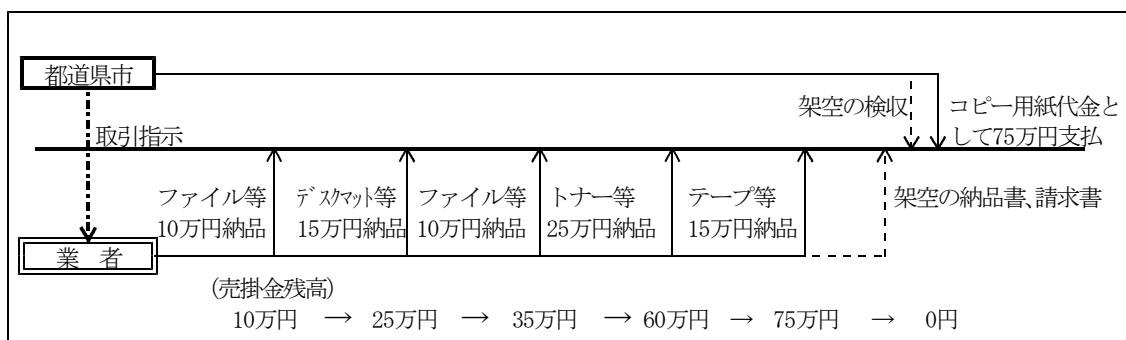 都道県市
架空の検収
コピー用紙代金と
して75万円支払
取引指示
ファイル等
10万円納品
デスクマット等
15万円納品
ファイル等
10万円納品
トナー等
25万円納品
テープ等
15万円納品
架空の納品書、請求書
業 者
(売掛金残高)
10万円 → 25万円 → 35万円 → 60万円 → 75万円 → 0円